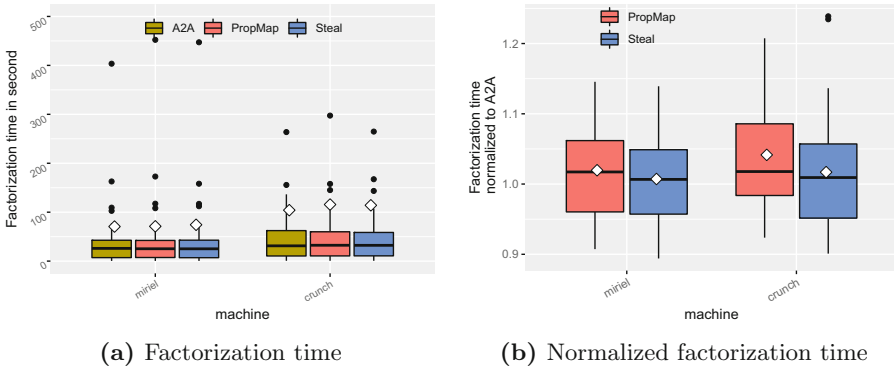 A2A PropMap Steal
Factorization time in second
500
400
300
200
100
0
miriel
crunch
machine
(a) Factorization time
PropMap
Steal
Factorization time
normalized to A2A
1.2
1.1
1.0
0.9
miriel
crunch
machine
(b) Normalized factorization time